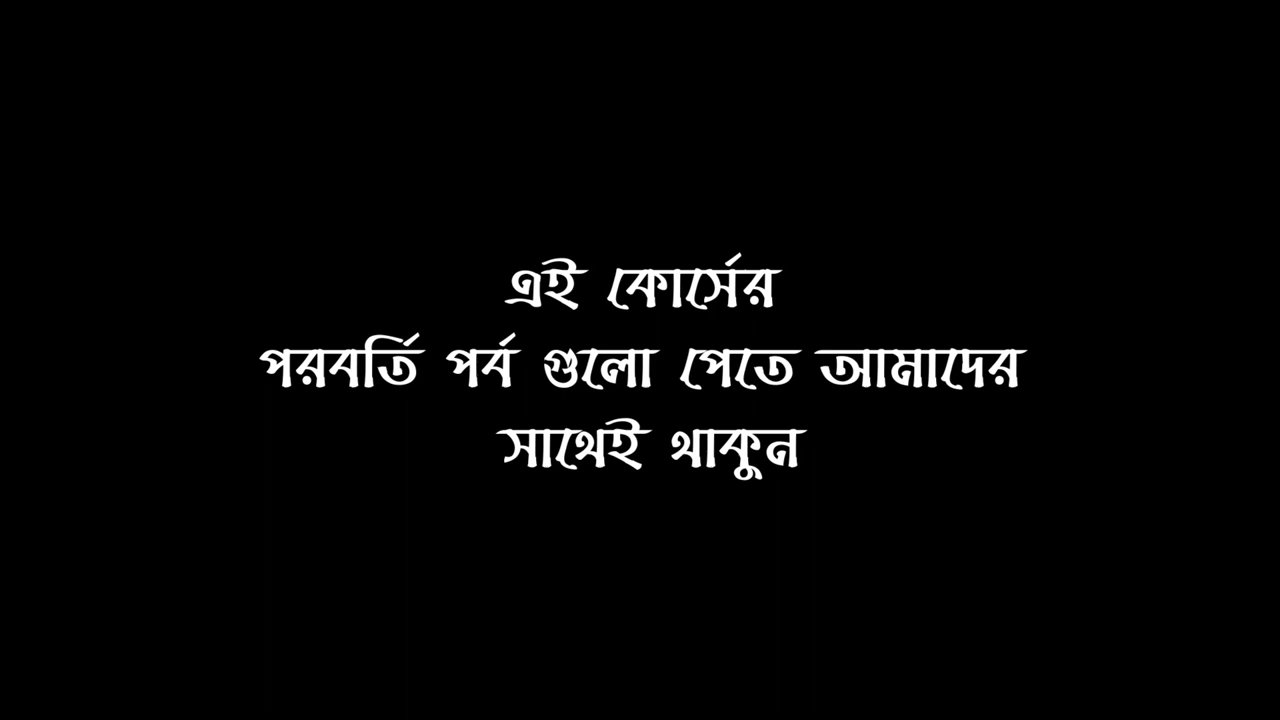 এই কোর্সের
পরবর্তি পর্ব গুলো পেতে আমাদের
সাথেই থাকুন